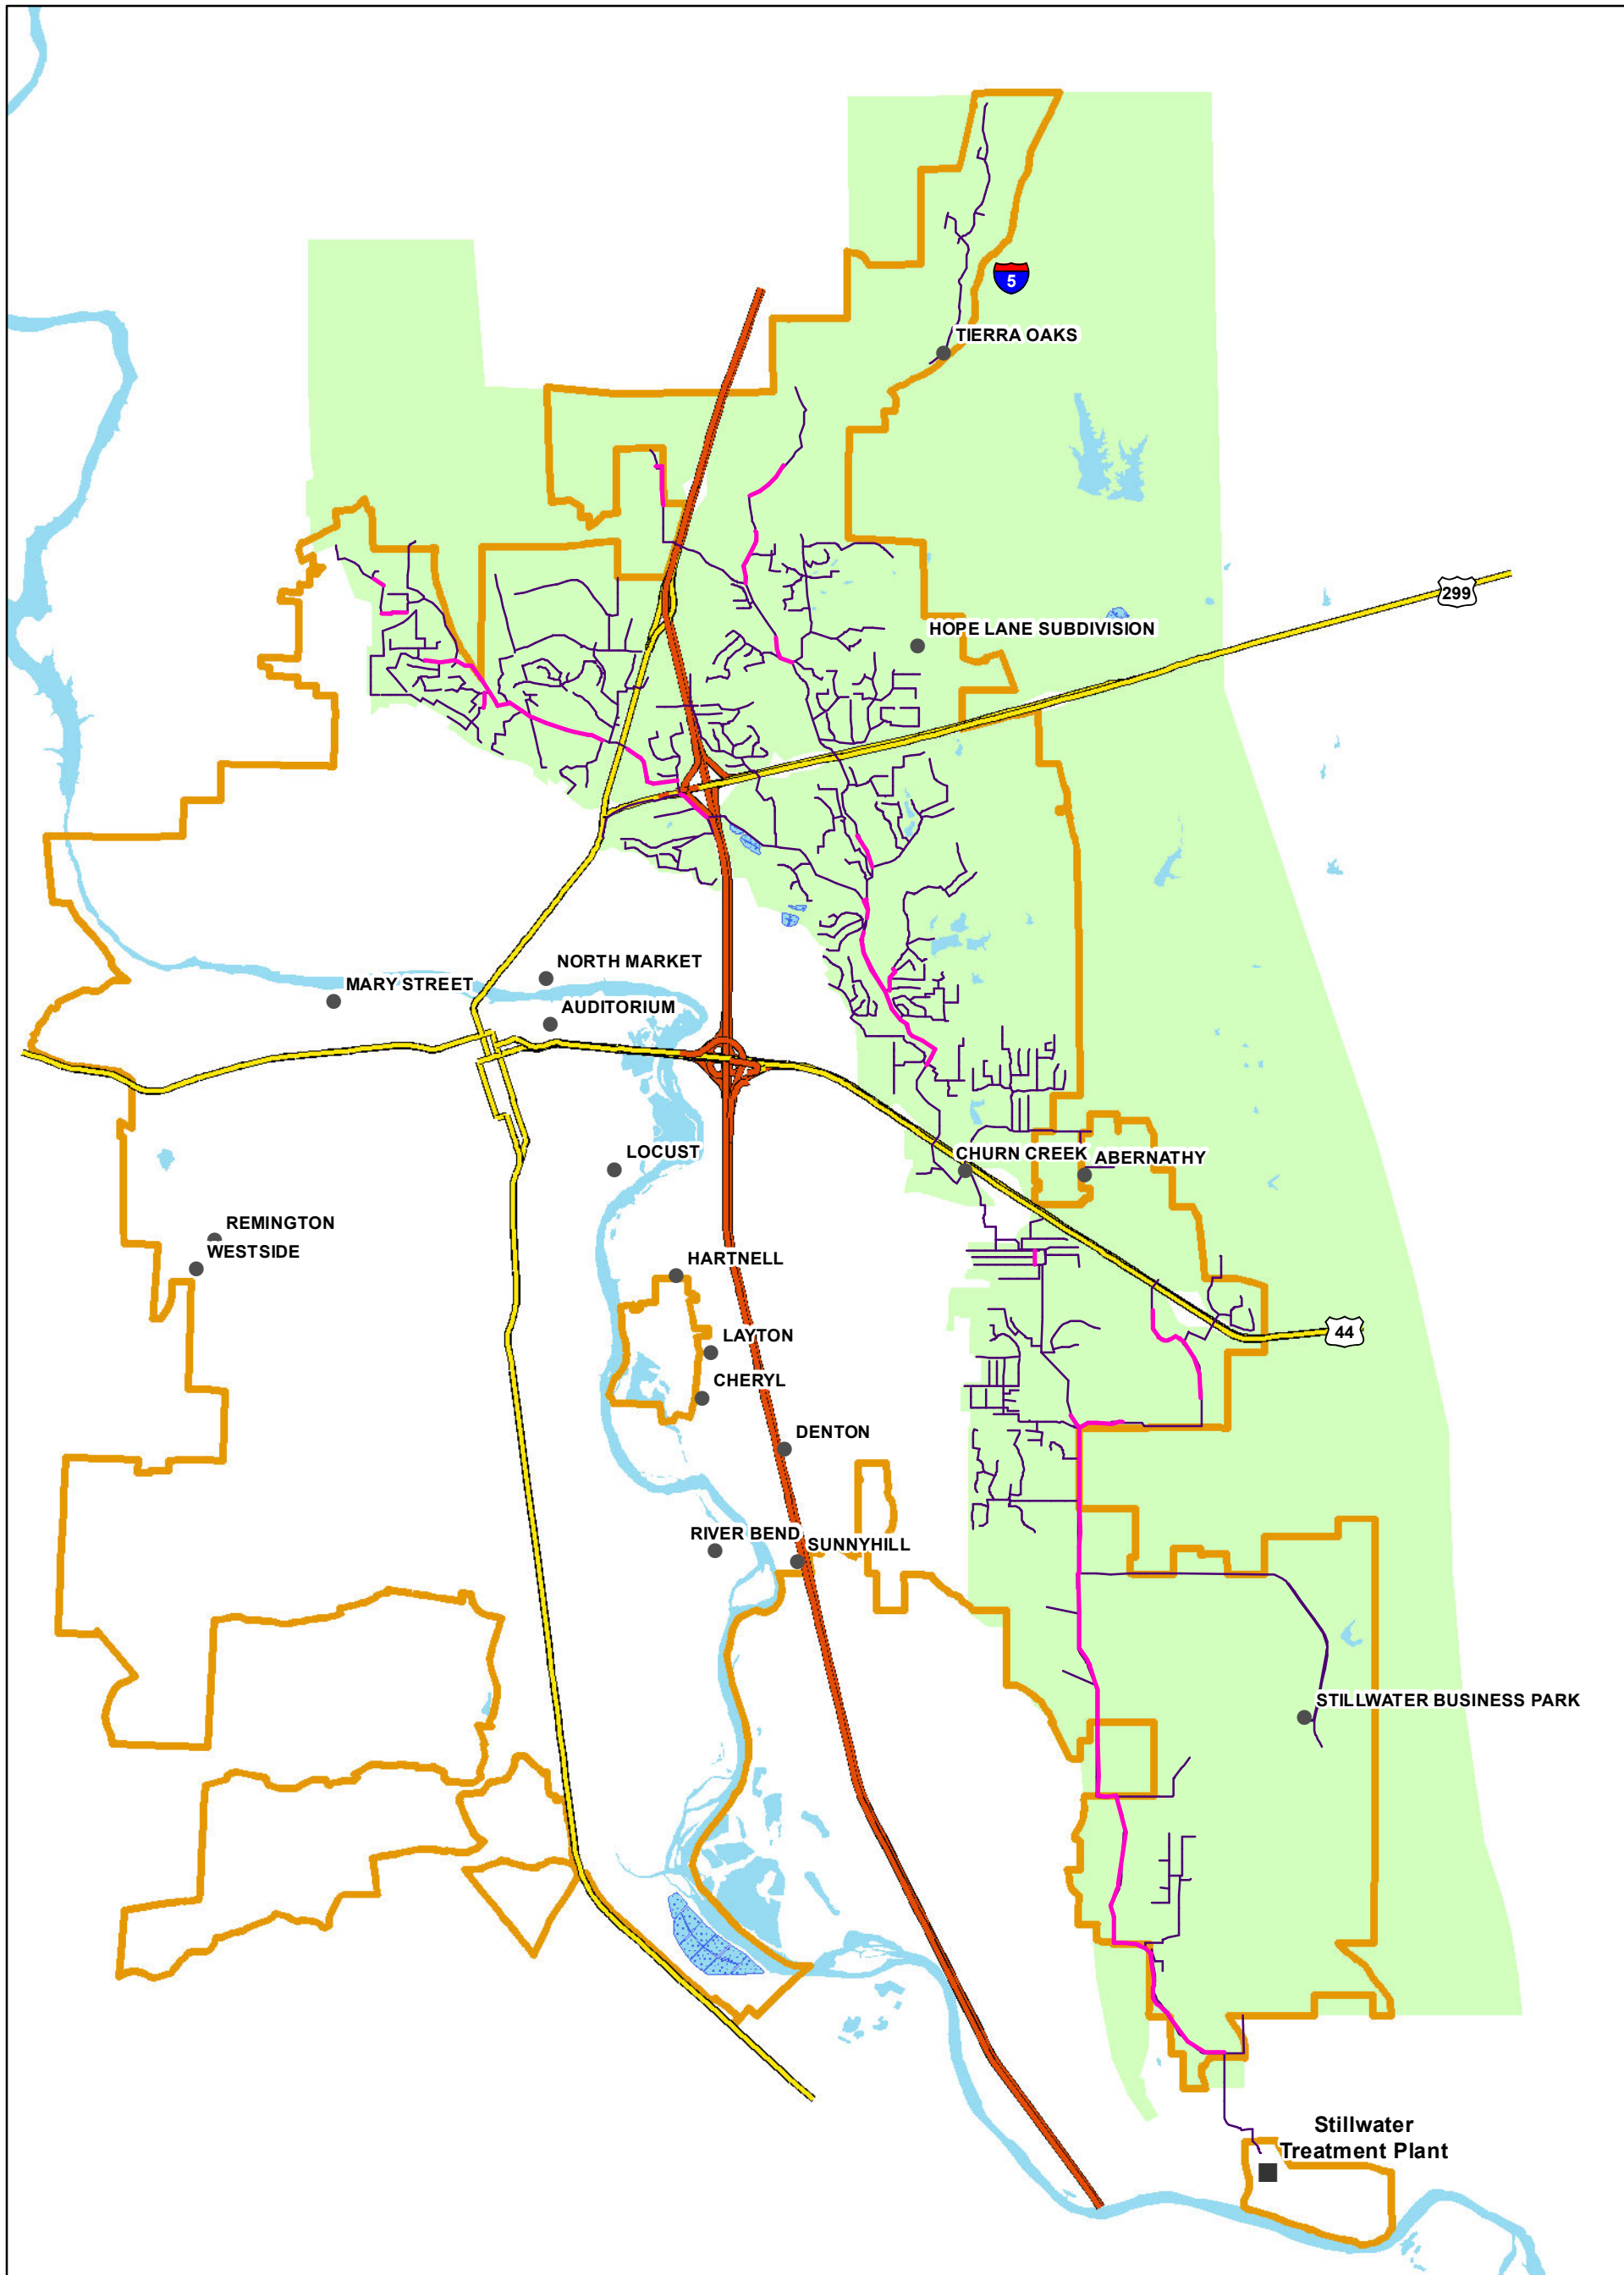 5
TIERRA OAKS
299
HOPE LANE SUBDIVISION
NORTH MARKET
MARY STREET
AUDITORIUM
LOCUST
CHURN CREEK
ABERNATHY
REMINGTON
WESTSIDE
HARTNELL
LAYTON
44
CHERYL
DENTON
RIVER BEND
SUNNYHILL
STILLWATER BUSINESS PARK
Stillwater
Treatment Plant